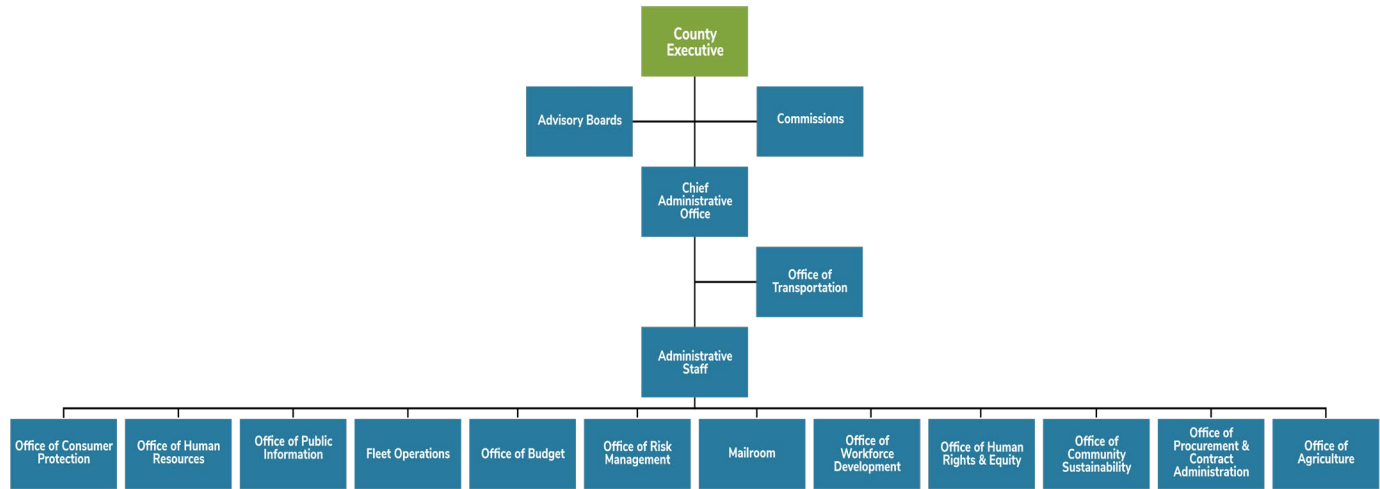 County
Executive
Advisory Boards
Commissions
Chief
Administrative
Office
Office of
Transportation
Administrative
Staff
Office of Consumer
Protection
Office of Human
Resources
Office of Public
Information
Fleet Operations
Office of Budget
Office of Risk
Management
Mailroom
Office of
Workforce
Development
Office of Human
Rights & Equity
Office of
Community
Sustainability
Office of
Procurement &
Contract
Administration
Office of
Agriculture